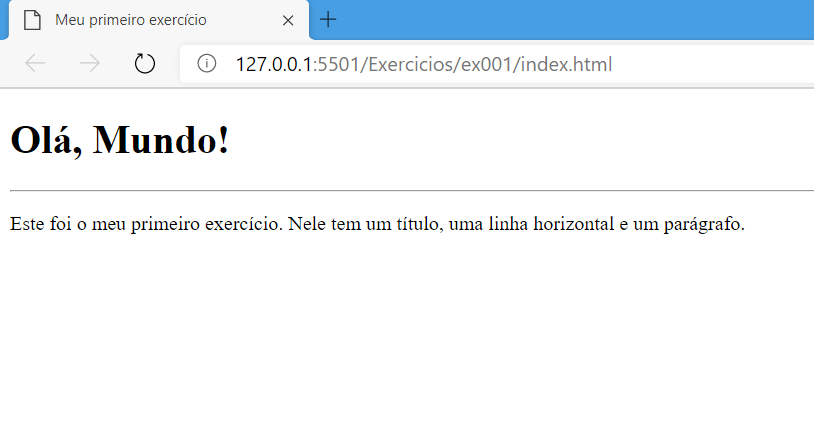 Meu primeiro exercício
127.0.0.1:5501/Exercicios/ex001/index.html
Olá, Mundo!
Este foi o meu primeiro exercício. Nele tem um título, uma linha horizontal e um parágrafo.